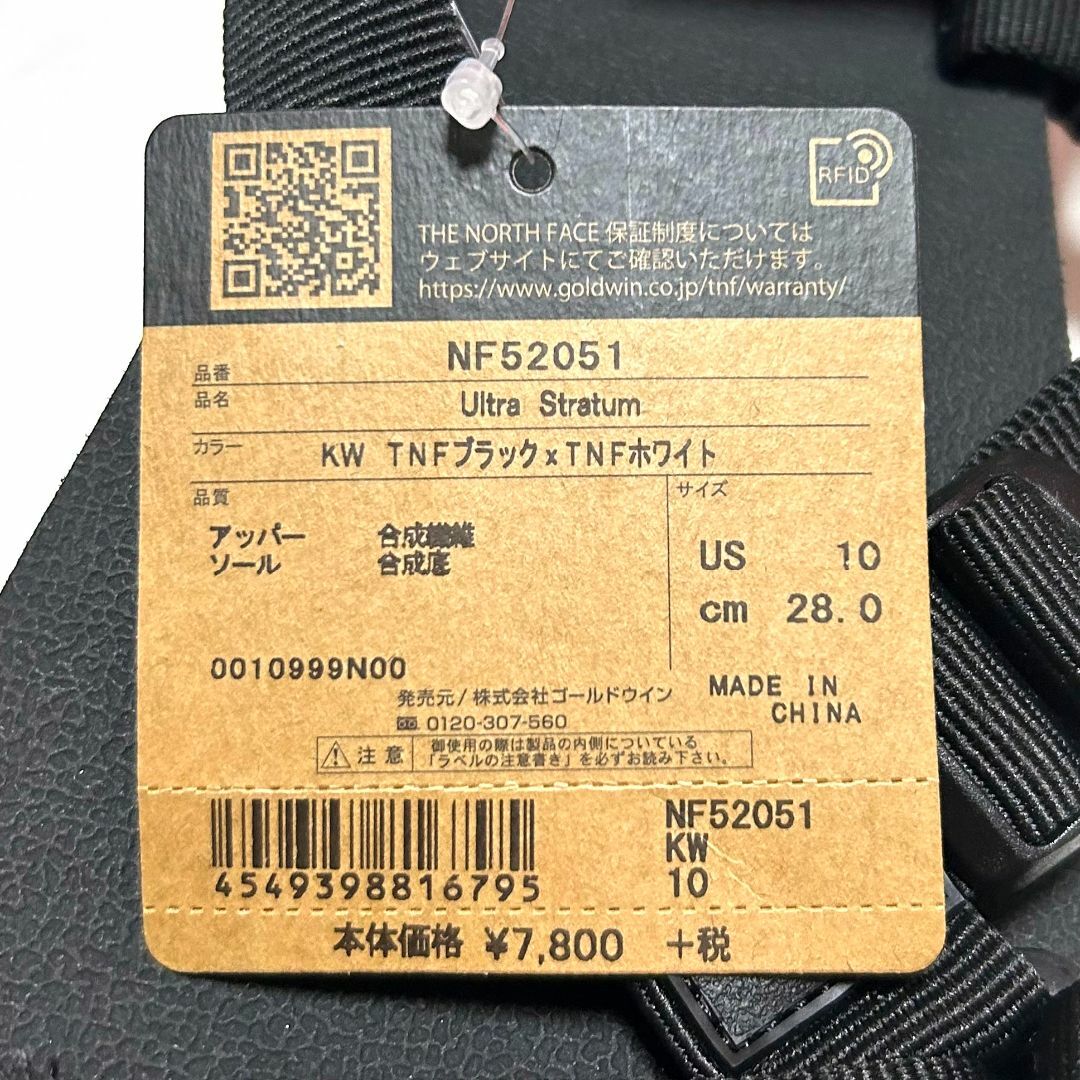 RFID
THE NORTH FACE 保証制度については
ウェブサイトにてご確認いただけます。
https://www.goldwin.co.jp/tnf/warranty/
品番 NF52051
品名 Ultra Stratum
カラー KW TNFブラック×TNFホワイト
品質
アッパー 合成繊維
ソール 合成底
サイズ
US 10
cm 28.0
0010999N00
発売元/株式会社ゴールドウイン
0120-307-560
MADE IN
CHINA
注意
御使用の際は製品の内側についている
「ラベルの注意書き」を必ずお読み下さい。
4549398816795
NF52051
KW
10
本体価格 ¥7,800 +税